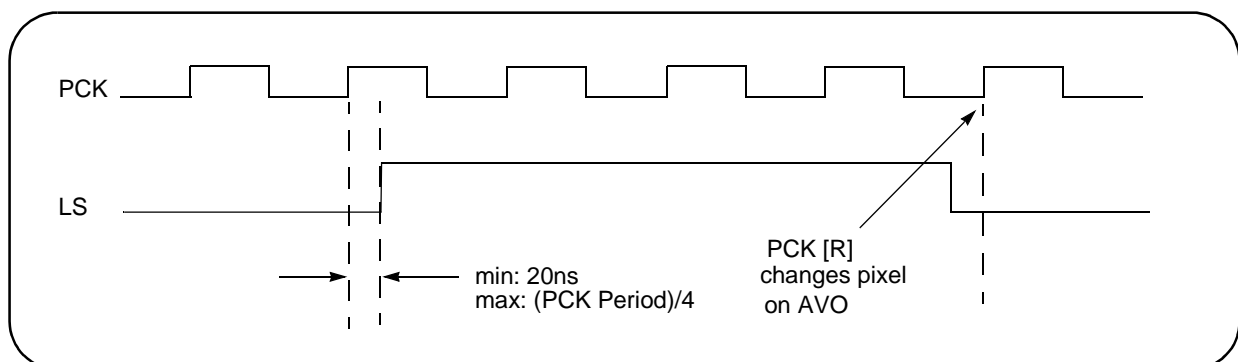 PCK
LS
min: 20ns
max: (PCK Period)/4
PCK [R]
changes pixel
on AVO